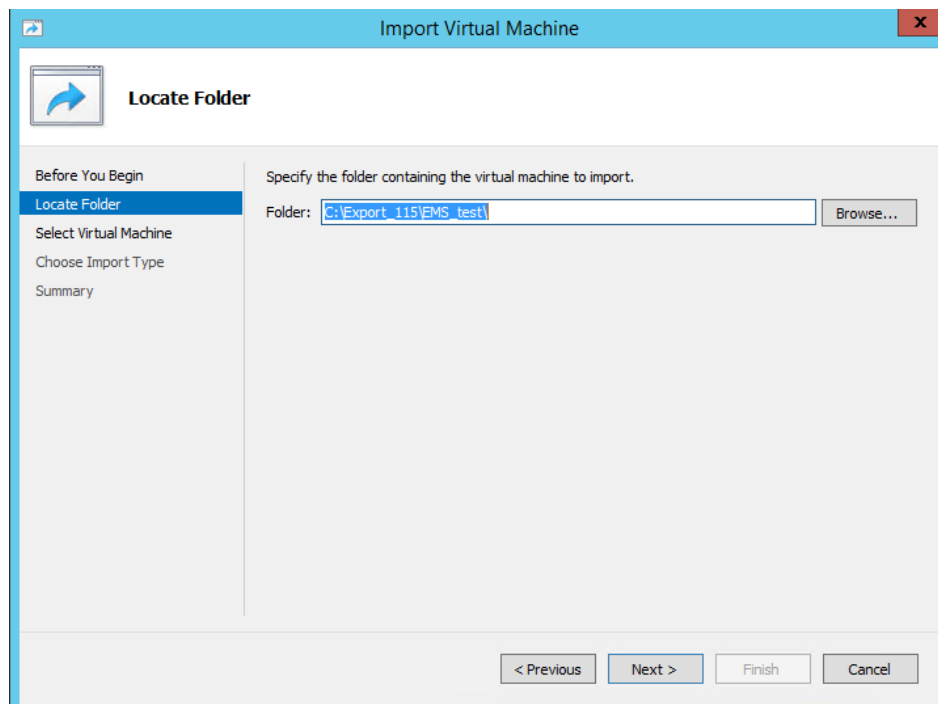 Import Virtual Machine
x
Locate Folder
Before You Begin
Locate Folder
Select Virtual Machine
Choose Import Type
Summary
Specify the folder containing the virtual machine to import.
Folder: C:\Export_115\EMS_test\ Browse...
< Previous Next > Finish Cancel